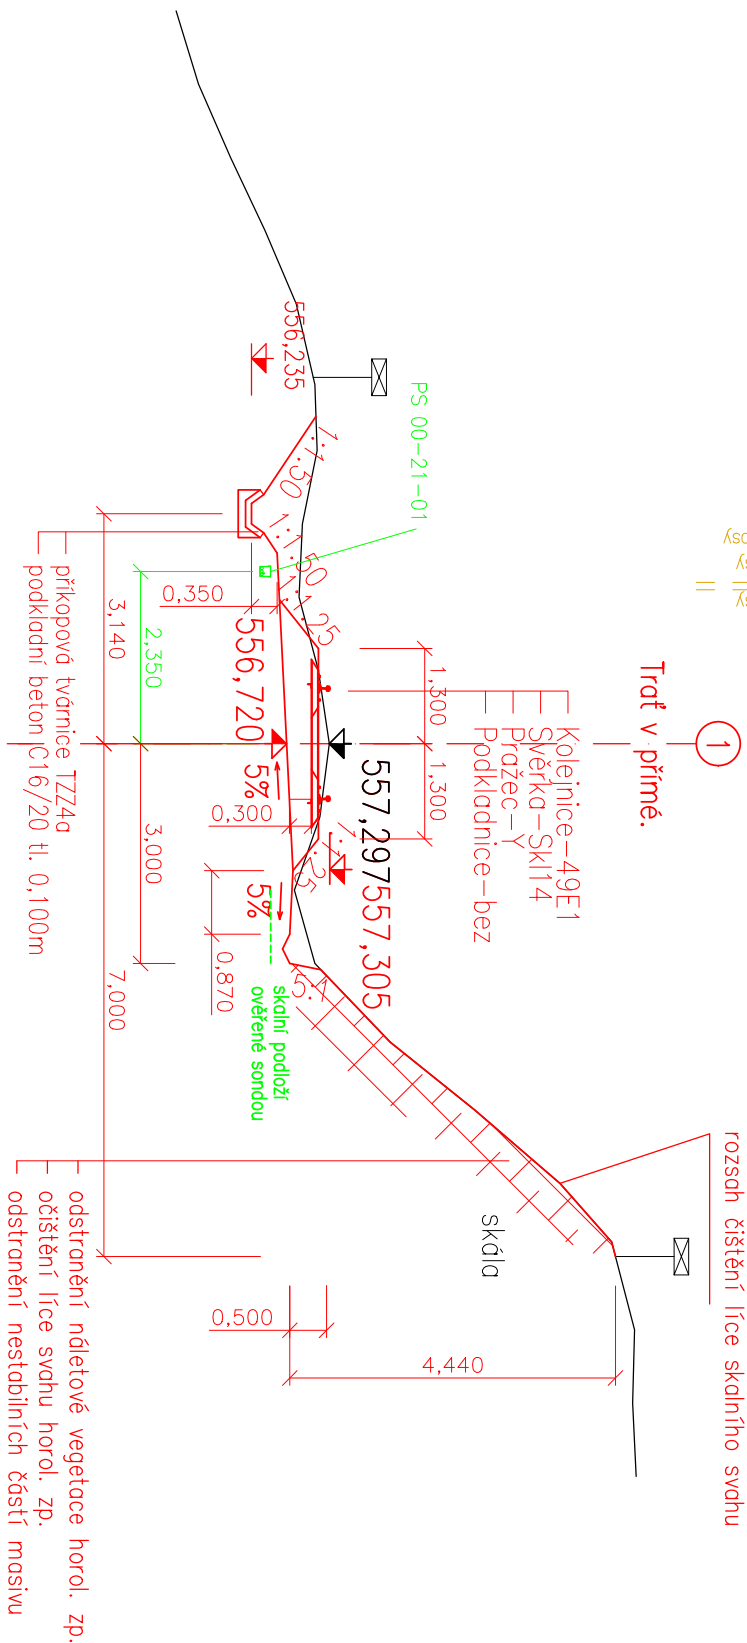 1
Trať v přímé.
Kolejnice-49E1
Svěrka-Skl14
Pražec-Y
Podkladnice-bez
PS 00-21-01
1,300
1,300
557,297
557,305
556,235
1:1.50
1:1.50
1:1.25
1:1.25
5:1
0,350
556,720
5%
5%
0,300
2,350
3,140
3,000
0,870
7,000
skalní podloží
ověřené sondou
příkopová tvárnice TZZ4a
podkladní beton C16/20 tl. 0,100m
rozsah čištění líce skalního svahu
skála
0,500
4,440
odstranění náletové vegetace horol. zp.
očištění líce svahu horol. zp.
odstranění nestabilních částí masivu